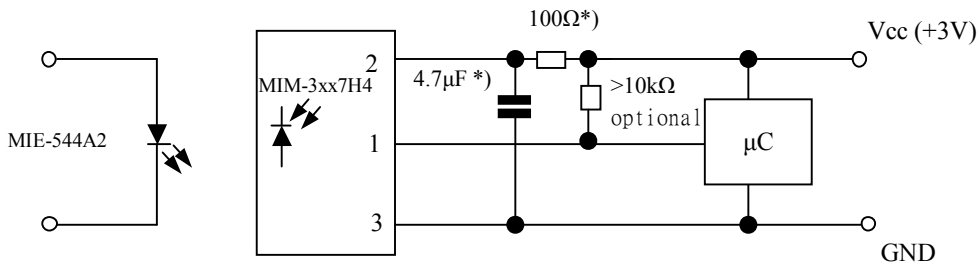 100Ω*)
Vcc (+3V)
2
4.7μF *)
>10kΩ
MIM-3xx7H4
optional
MIE-544A2
1
μC
3
GND